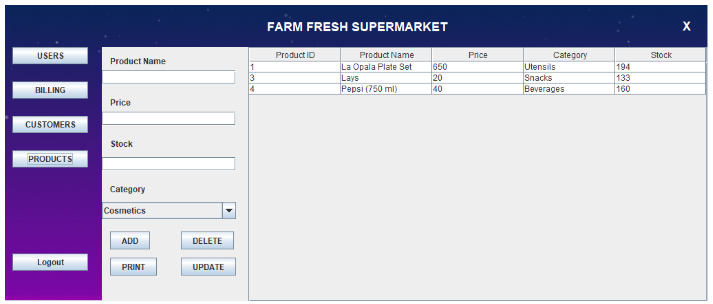 FARM FRESH SUPERMARKET
X
USERS
BILLING
CUSTOMERS
PRODUCTS
Logout
Product Name
Price
Stock
Category
Cosmetics
ADD DELETE
PRINT UPDATE
Product ID Product Name Price Category Stock
1 La Opala Plate Set 650 Utensils 194
3 Lays 20 Snacks 133
4 Pepsi (750 ml) 40 Beverages 160